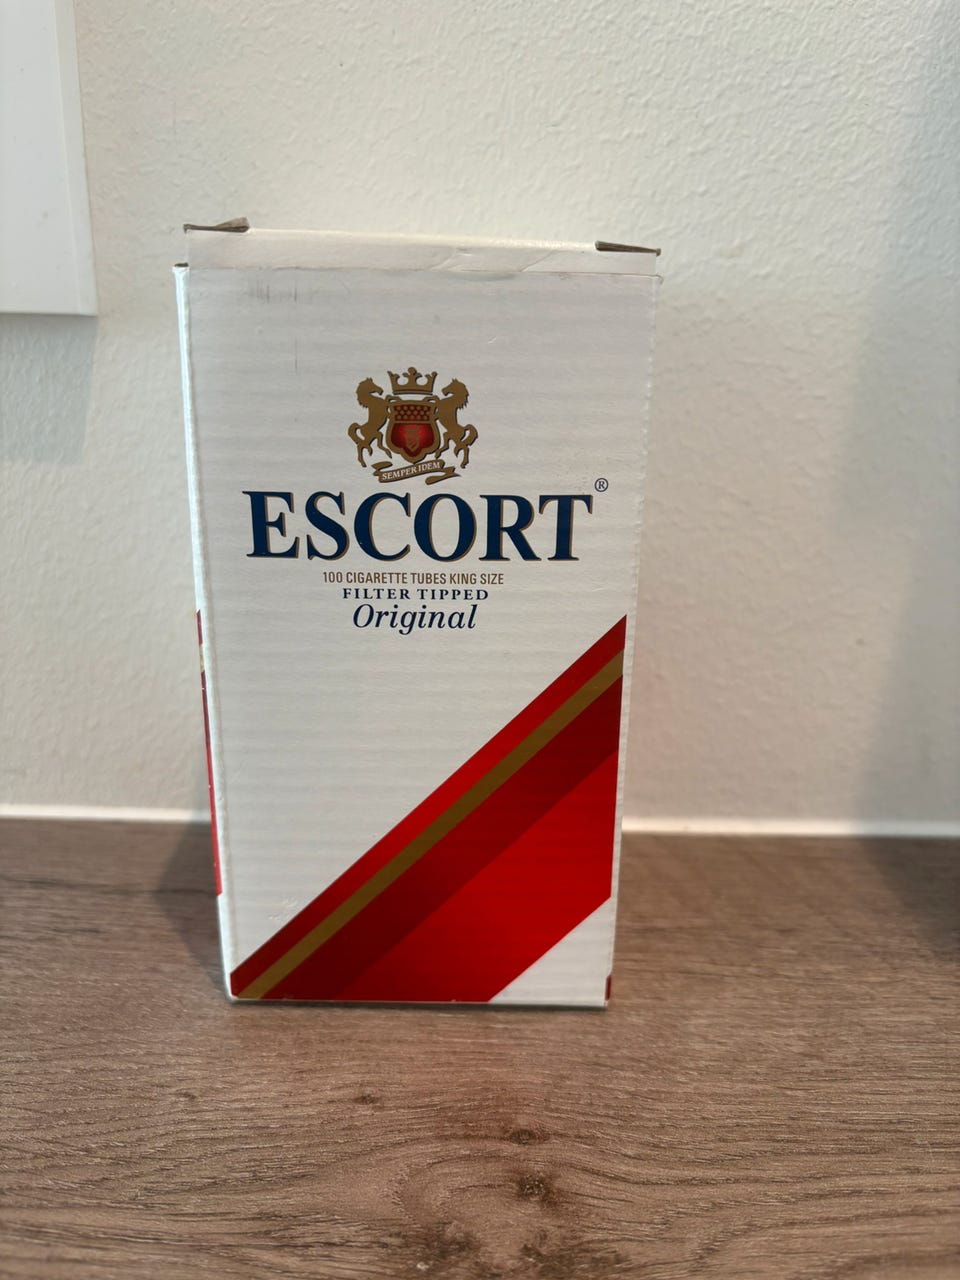 SEMPER IDEM
ESCORT®
100 CIGARETTE TUBES KING SIZE
FILTER TIPPED
Original